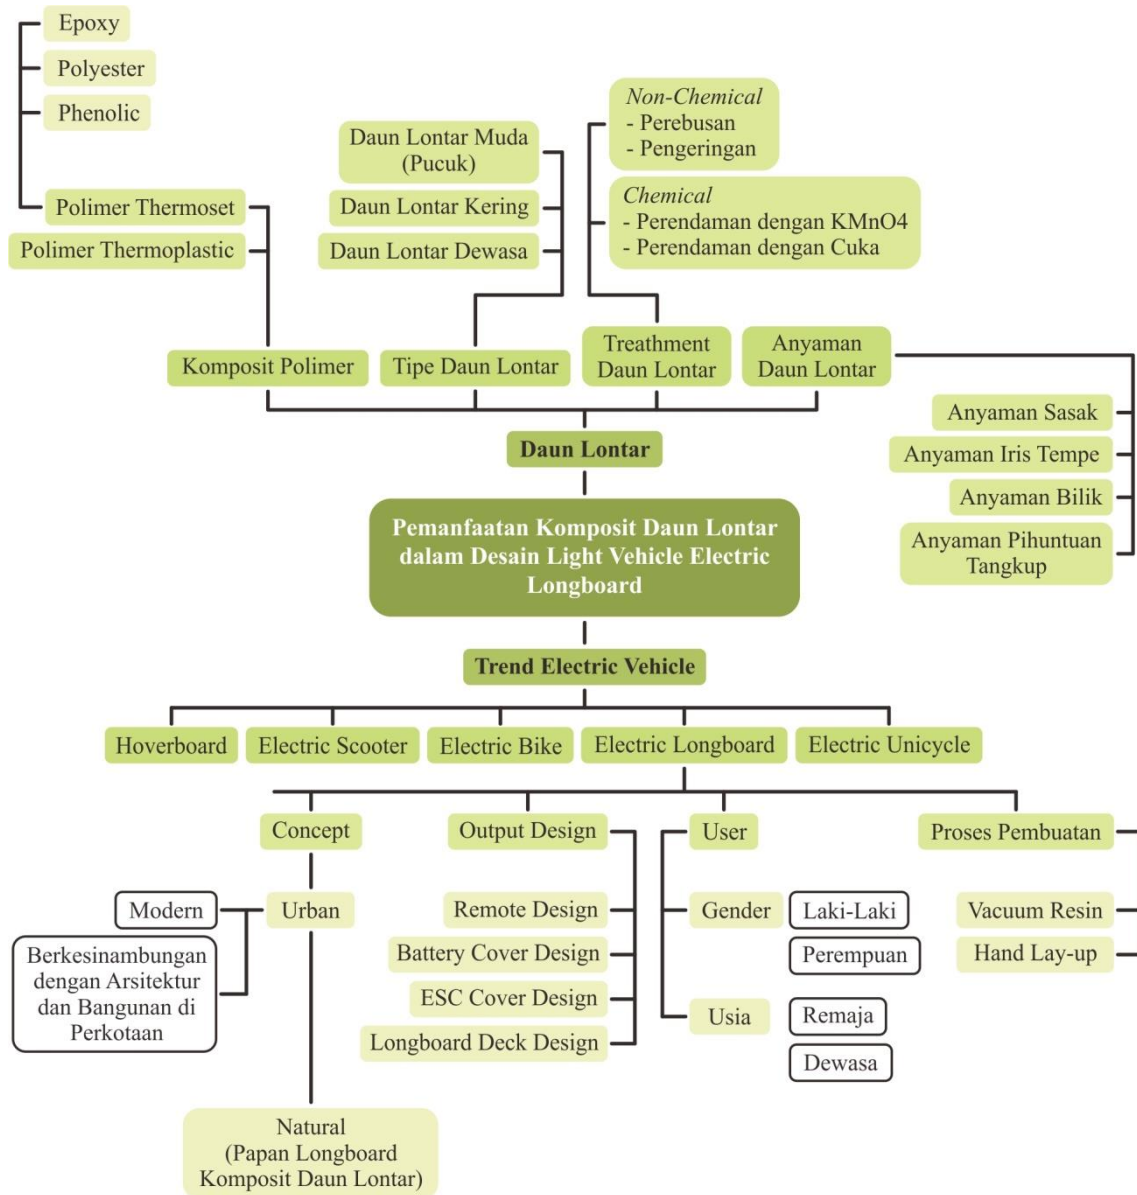 Epoxy
Polyester
Phenolic
Polimer Thermoset
Polimer Thermoplastic
Daun Lontar Muda
(Pucuk)
Daun Lontar Kering
Daun Lontar Dewasa
Non-Chemical
- Perebusan
- Pengeringan
Chemical
- Perendaman dengan KMnO4
- Perendaman dengan Cuka
Komposit Polimer
Tipe Daun Lontar
Treathment
Daun Lontar
Anyaman
Daun Lontar
Anyaman Sasak
Anyaman Iris Tempe
Anyaman Bilik
Anyaman Pihuntuan
Tangkup
Daun Lontar
Pemanfaatan Komposit Daun Lontar
dalam Desain Light Vehicle Electric
Longboard
Trend Electric Vehicle
Hoverboard
Electric Scooter
Electric Bike
Electric Longboard
Electric Unicycle
Concept
Urban
Modern
Berkesinambungan
dengan Arsitektur
dan Bangunan di
Perkotaan
Natural
(Papan Longboard
Komposit Daun Lontar)
Output Design
Remote Design
Battery Cover Design
ESC Cover Design
Longboard Deck Design
User
Gender
Laki-Laki
Perempuan
Usia
Remaja
Dewasa
Proses Pembuatan
Vacuum Resin
Hand Lay-up